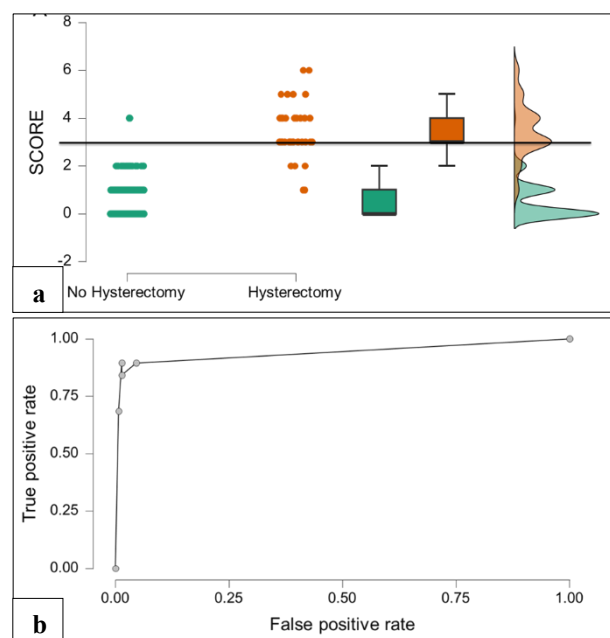 8
6
4
2
0
-2
SCORE
No Hysterectomy Hysterectomy
a
1.00
0.75
0.50
0.25
0.00
True positive rate
0.00 0.25 0.50 0.75 1.00
False positive rate
b